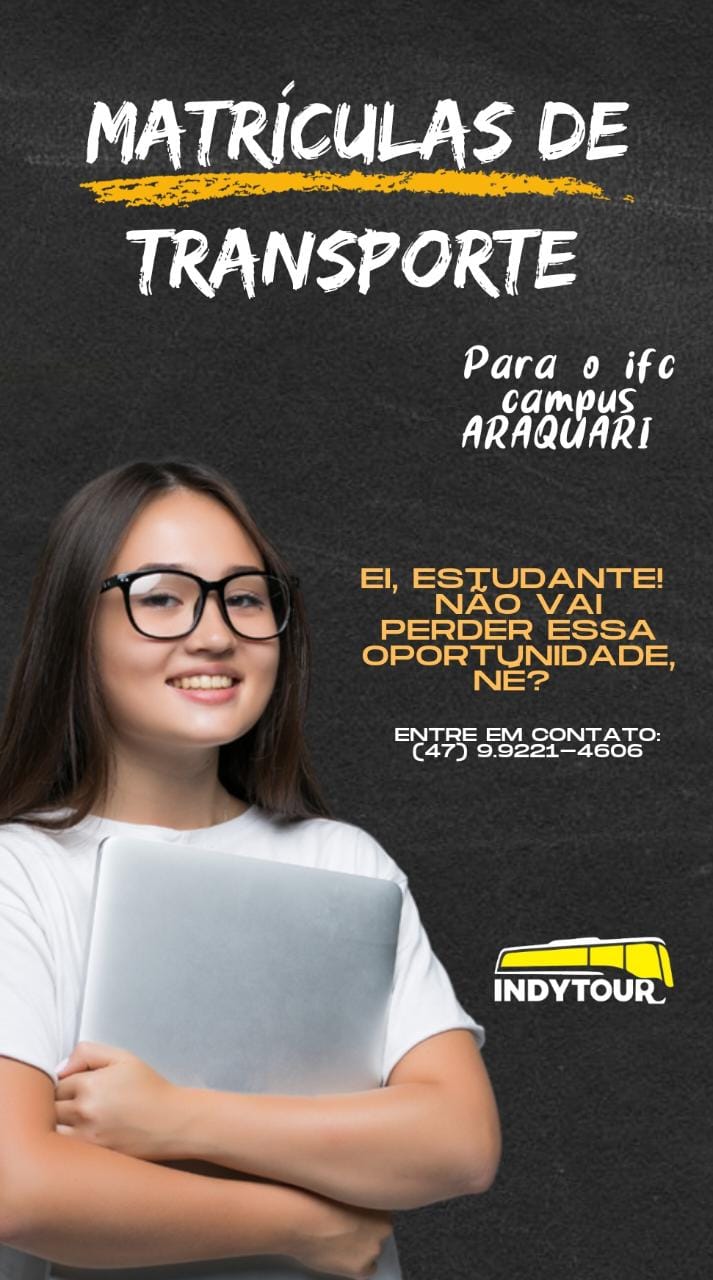 MATRÍCULAS DE
TRANSPORTE
Para o ifc
campus
ARAQUARI
EI, ESTUDANTE!
NÃO VAI
PERDER ESSA
OPORTUNIDADE,
NÉ?
ENTRE EM CONTATO:
(47) 9.9221-4606
INDYTOUR